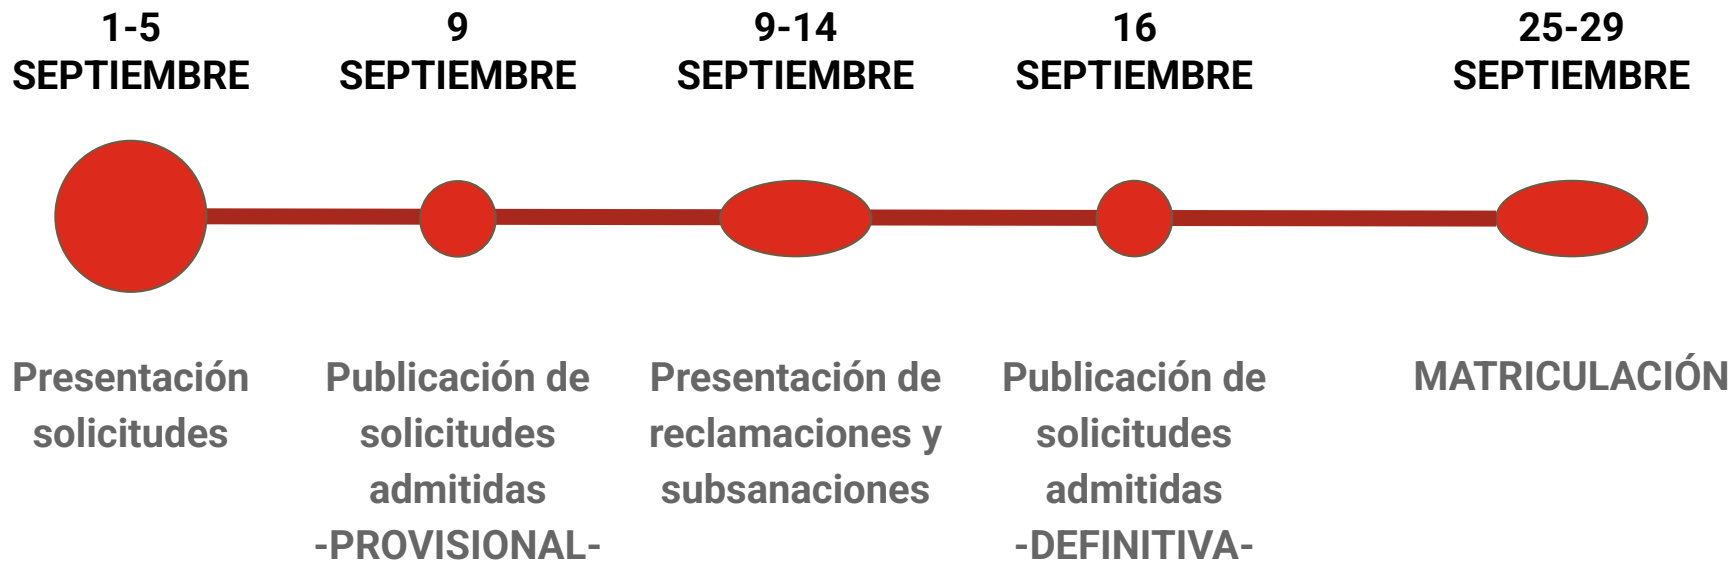 1-5
SEPTIEMBRE
9
SEPTIEMBRE
9-14
SEPTIEMBRE
16
SEPTIEMBRE
25-29
SEPTIEMBRE
Presentación
solicitudes
Publicación de
solicitudes
admitidas
-PROVISIONAL-
Presentación de
reclamaciones y
subsanaciones
Publicación de
solicitudes
admitidas
-DEFINITIVA-
MATRICULACIÓN